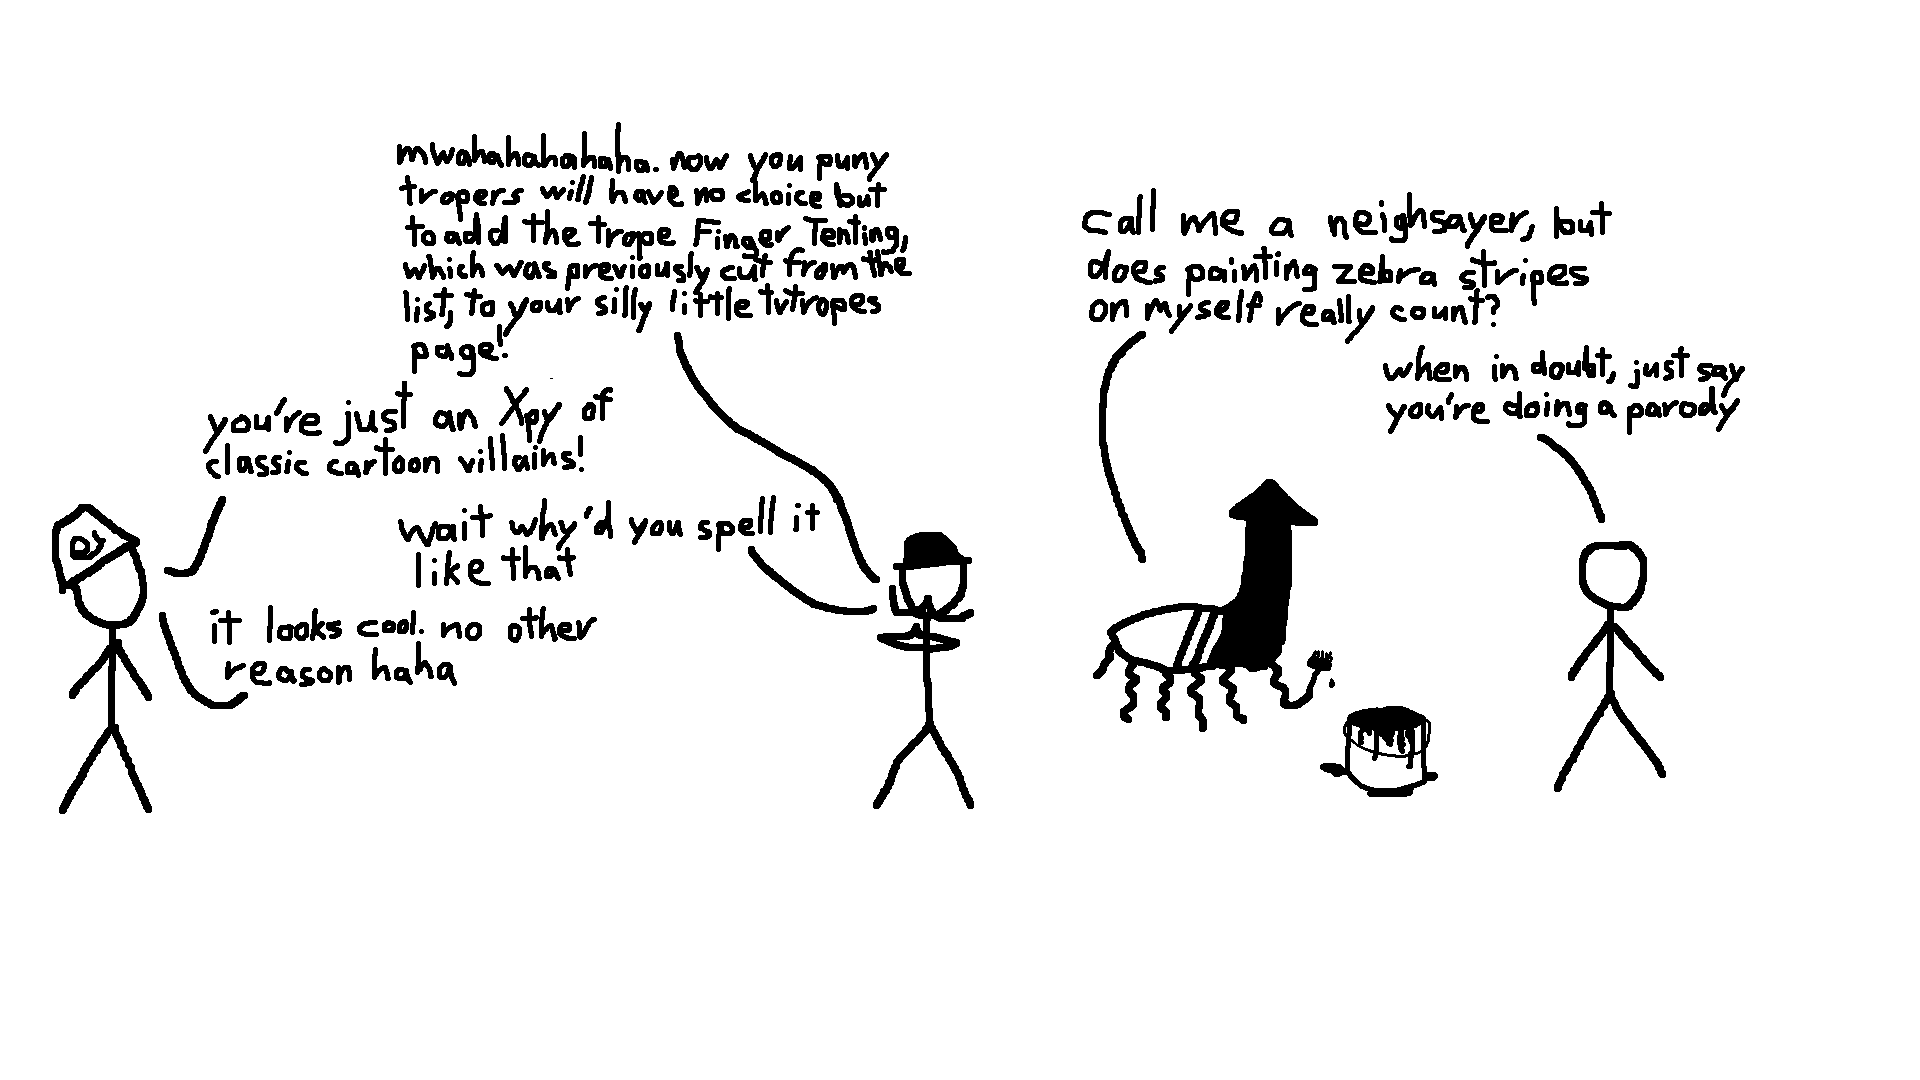 mwahahahahaha. now you puny
tropers will have no choice but
to add the trope Finger Tenting,
which was previously cut from the
list, to your silly little tvtropes
page!
you're just an Xpy of
classic cartoon villains!
wait why'd you spell it
like that
it looks cool. no other
reason haha
call me a neighsayer, but
does painting zebra stripes
on myself really count?
when in doubt, just say
you're doing a parody